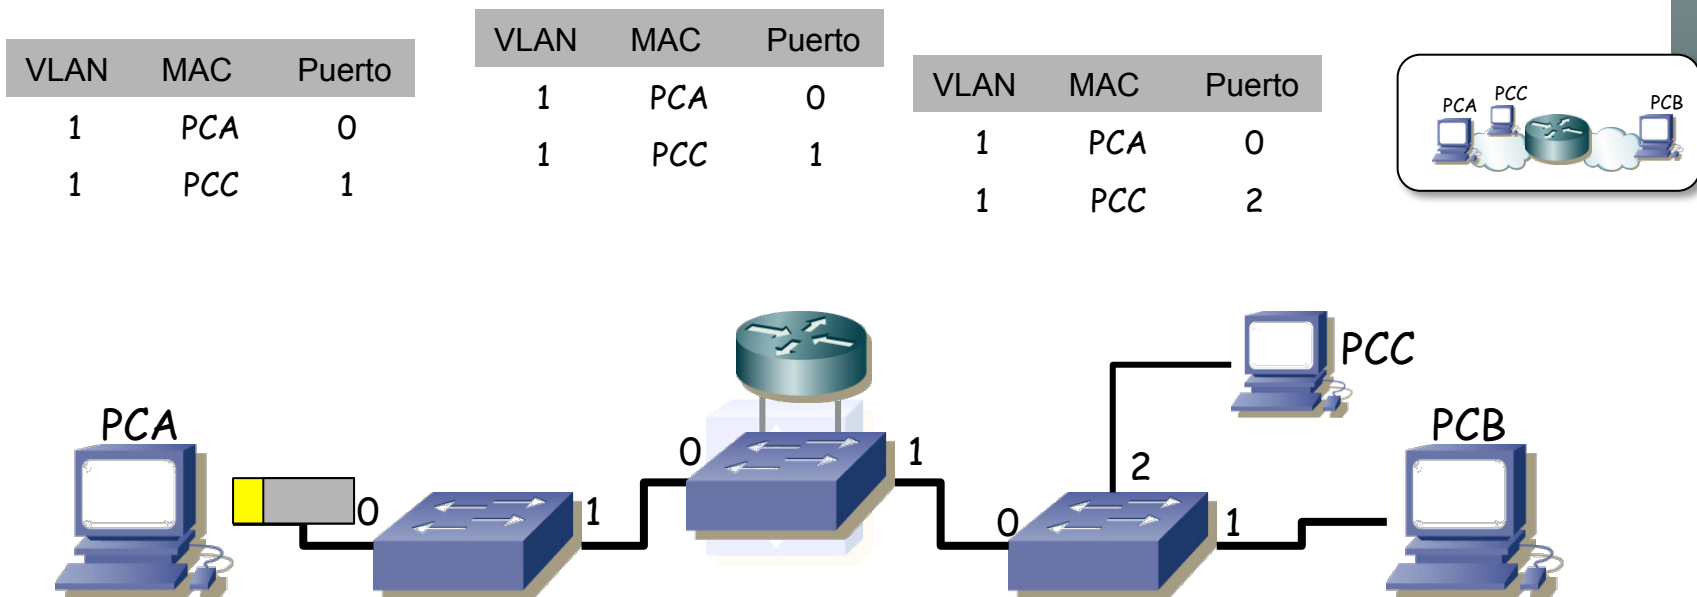 VLAN MAC Puerto
1 PCA 0
1 PCC 1
VLAN MAC Puerto
1 PCA 0
1 PCC 1
VLAN MAC Puerto
1 PCA 0
1 PCC 2
PCA PCC PCB
PCA
0
1
0
1
0
2
1
PCC
PCB